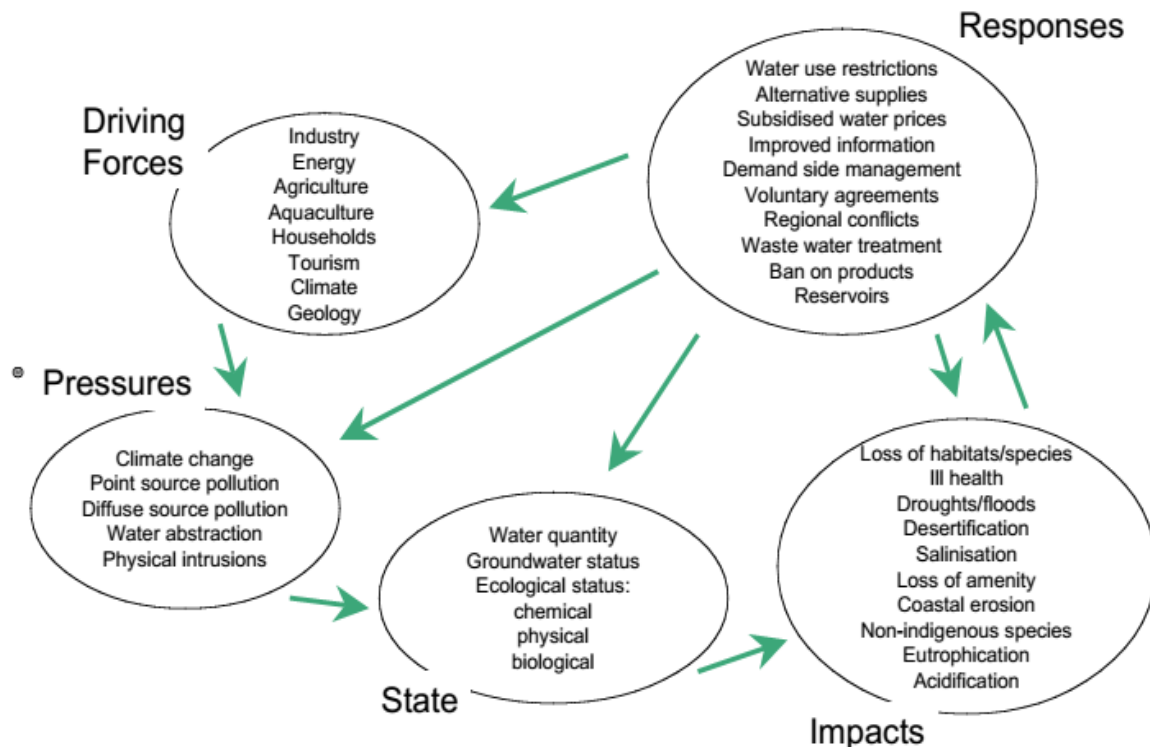 Responses
Water use restrictions
Alternative supplies
Subsidised water prices
Improved information
Demand side management
Voluntary agreements
Regional conflicts
Waste water treatment
Ban on products
Reservoirs
Driving
Forces
Industry
Energy
Agriculture
Aquaculture
Households
Tourism
Climate
Geology
Pressures
Climate change
Point source pollution
Diffuse source pollution
Water abstraction
Physical intrusions
Water quantity
Groundwater status
Ecological status:
chemical
physical
biological
State
Loss of habitats/species
Ill health
Droughts/floods
Desertification
Salinisation
Loss of amenity
Coastal erosion
Non-indigenous species
Eutrophication
Acidification
Impacts